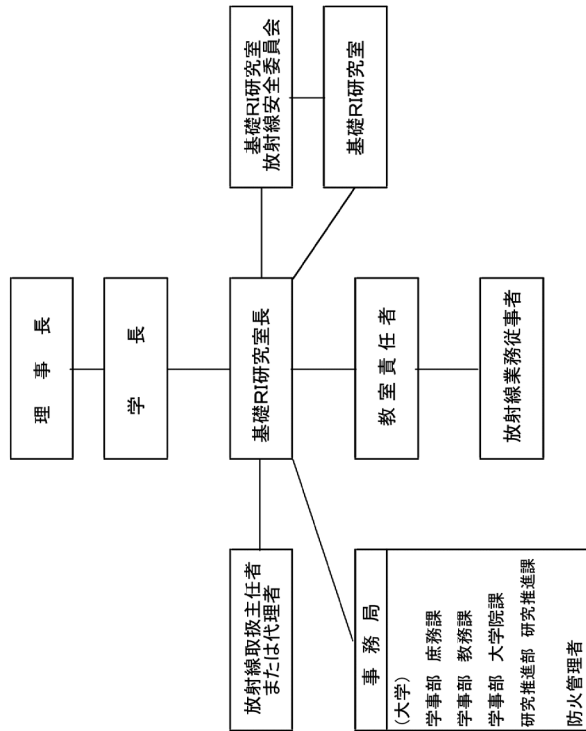 理　事　長
学　　　長
基礎RI研究室
放射線安全委員会
基礎RI研究室長
基礎RI研究室
放射線取扱主任者
または代理者
教 室 責 任 者
放射線業務従事者
事　務　局
(大学)
学事部 庶務課
学事部 教務課
学事部 大学院課
研究推進部 研究推進課
防火管理者